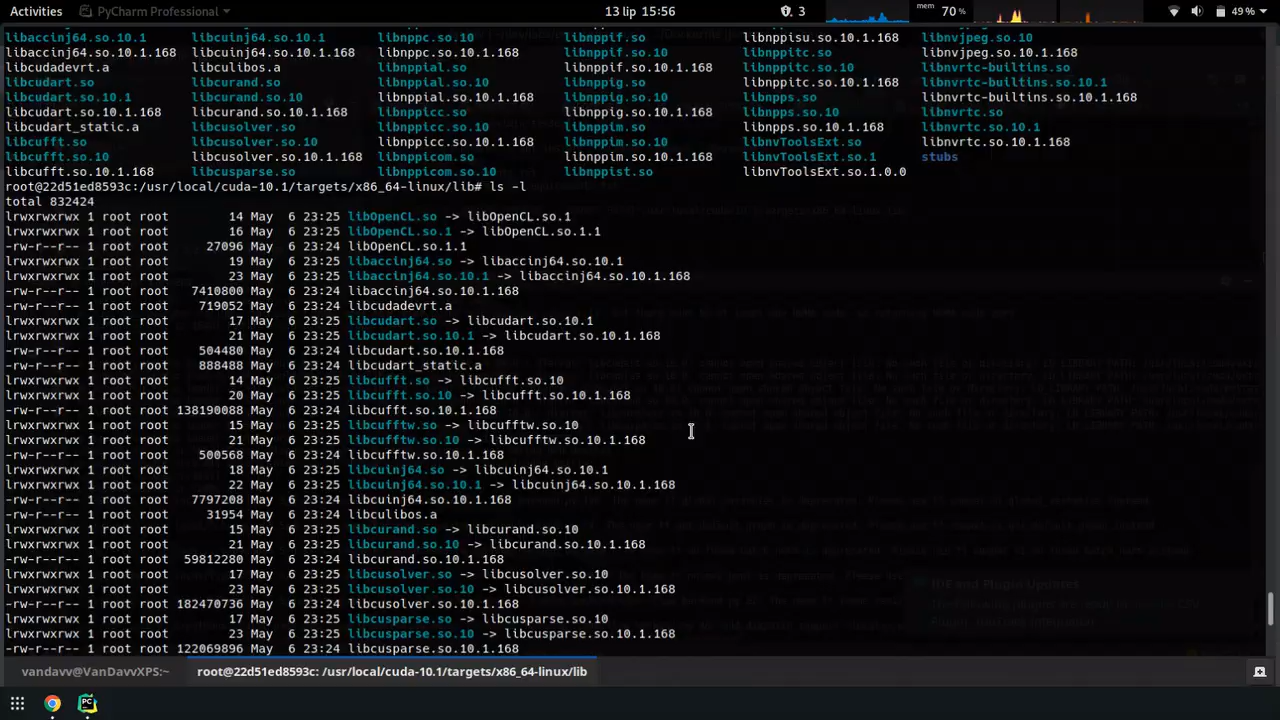 Activities PyCharm Professional 13 lip 15:56 3 mem 70 % 49 %
libaccinj64.so.10.1 libcuinj64.so.10.1 libnppc.so.10 libnppif.so libnppisu.so.10.1.168 libnvjpeg.so.10
libaccinj64.so.10.1.168 libcuinj64.so.10.1.168 libnppc.so.10.1.168 libnppif.so.10 libnppitc.so libnvjpeg.so.10.1.168
libcudadevrt.a libculibos.a libnppial.so libnppif.so.10.1.168 libnppitc.so.10 libnvrtc-builtins.so
libcudart.so libcurand.so libnppial.so.10 libnppig.so libnppitc.so.10.1.168 libnvrtc-builtins.so.10.1
libcudart.so.10.1 libcurand.so.10 libnppial.so.10.1.168 libnppig.so.10 libnpps.so libnvrtc-builtins.so.10.1.168
libcudart.so.10.1.168 libcurand.so.10.1.168 libnppicc.so libnppig.so.10.1.168 libnpps.so.10 libnvrtc.so
libcudart_static.a libcusolver.so libnppicc.so.10 libnppim.so libnpps.so.10.1.168 libnvrtc.so.10.1
libcufft.so libcusolver.so.10 libnppicc.so.10.1.168 libnppim.so.10 libnvToolsExt.so libnvrtc.so.10.1.168
libcufft.so.10 libcusolver.so.10.1.168 libnppicom.so libnppim.so.10.1.168 libnvToolsExt.so.1 stubs
libcufft.so.10.1.168 libcusparse.so libnppicom.so.10 libnppist.so libnvToolsExt.so.1.0.0
root@22d51ed8593c:/usr/local/cuda-10.1/targets/x86_64-linux/lib# ls -l
total 832424
lrwxrwxrwx 1 root root 14 May 6 23:25 libOpenCL.so -> libOpenCL.so.1
lrwxrwxrwx 1 root root 16 May 6 23:25 libOpenCL.so.1 -> libOpenCL.so.1.1
-rw-r--r-- 1 root root 27096 May 6 23:24 libOpenCL.so.1.1
lrwxrwxrwx 1 root root 19 May 6 23:25 libaccinj64.so -> libaccinj64.so.10.1
lrwxrwxrwx 1 root root 23 May 6 23:25 libaccinj64.so.10.1 -> libaccinj64.so.10.1.168
-rw-r--r-- 1 root root 7410800 May 6 23:24 libaccinj64.so.10.1.168
-rw-r--r-- 1 root root 719052 May 6 23:24 libcudadevrt.a
lrwxrwxrwx 1 root root 17 May 6 23:25 libcudart.so -> libcudart.so.10.1
lrwxrwxrwx 1 root root 21 May 6 23:25 libcudart.so.10.1 -> libcudart.so.10.1.168
-rw-r--r-- 1 root root 504480 May 6 23:24 libcudart.so.10.1.168
-rw-r--r-- 1 root root 888488 May 6 23:24 libcudart_static.a
lrwxrwxrwx 1 root root 14 May 6 23:25 libcufft.so -> libcufft.so.10
lrwxrwxrwx 1 root root 20 May 6 23:25 libcufft.so.10 -> libcufft.so.10.1.168
-rw-r--r-- 1 root root 138190088 May 6 23:24 libcufft.so.10.1.168
lrwxrwxrwx 1 root root 15 May 6 23:25 libcufftw.so -> libcufftw.so.10
lrwxrwxrwx 1 root root 21 May 6 23:25 libcufftw.so.10 -> libcufftw.so.10.1.168
-rw-r--r-- 1 root root 500568 May 6 23:24 libcufftw.so.10.1.168
lrwxrwxrwx 1 root root 18 May 6 23:25 libcuinj64.so -> libcuinj64.so.10.1
lrwxrwxrwx 1 root root 22 May 6 23:25 libcuinj64.so.10.1 -> libcuinj64.so.10.1.168
-rw-r--r-- 1 root root 7797208 May 6 23:24 libcuinj64.so.10.1.168
-rw-r--r-- 1 root root 31954 May 6 23:24 libculibos.a
lrwxrwxrwx 1 root root 15 May 6 23:25 libcurand.so -> libcurand.so.10
lrwxrwxrwx 1 root root 21 May 6 23:25 libcurand.so.10 -> libcurand.so.10.1.168
-rw-r--r-- 1 root root 59812280 May 6 23:24 libcurand.so.10.1.168
lrwxrwxrwx 1 root root 17 May 6 23:25 libcusolver.so -> libcusolver.so.10
lrwxrwxrwx 1 root root 23 May 6 23:25 libcusolver.so.10 -> libcusolver.so.10.1.168
-rw-r--r-- 1 root root 182470736 May 6 23:24 libcusolver.so.10.1.168
lrwxrwxrwx 1 root root 17 May 6 23:25 libcusparse.so -> libcusparse.so.10
lrwxrwxrwx 1 root root 23 May 6 23:25 libcusparse.so.10 -> libcusparse.so.10.1.168
-rw-r--r-- 1 root root 122069896 May 6 23:24 libcusparse.so.10.1.168
IDE and Plugin Updates
vandavv@VanDavvXPS:~ root@22d51ed8593c: /usr/local/cuda-10.1/targets/x86_64-linux/lib